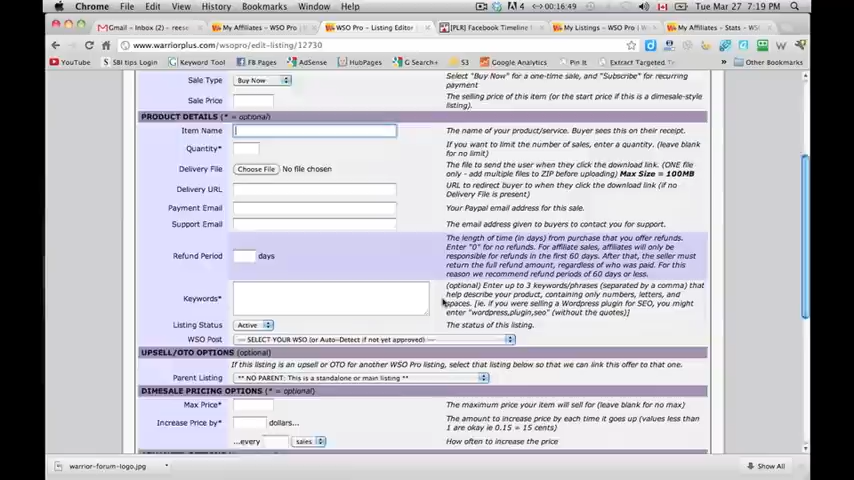 Chrome File Edit View History Bookmarks Window Help 4 00:16:49 Tue Mar 27 7:19 PM
Gmail – Inbox (2) – reese My Affiliates – WSO Pro | WSO Pro – Listing Editor [PLR] Facebook Timeline My Listings – WSO Pro | W My Affiliates – Stats – WSO
www.warriorplus.com/wsopro/edit-listing/12730
YouTube SBI tips Login Keyword Tool FB Pages AdSense HubPages G Search+ S3 Google Analytics Pin It Extract Targeted Other Bookmarks
Sale Type Buy Now Select "Buy Now" for a one-time sale, and "Subscribe" for recurring
payment
Sale Price The selling price of this item (or the start price if this is a dimesale-style
listing).
PRODUCT DETAILS (* = optional)
Item Name The name of your product/service. Buyer sees this on their receipt.
Quantity* If you want to limit the number of sales, enter a quantity. (leave blank
for no limit)
Delivery File Choose File No file chosen The file to send the user when they click the download link. (ONE file
only - add multiple files to ZIP before uploading) Max Size = 100MB
Delivery URL URL to redirect buyer to when they click the download link (if no
Delivery File is present)
Payment Email Your Paypal email address for this sale.
Support Email The email address given to buyers to contact you for support.
Refund Period days The length of time (in days) from purchase that you offer refunds.
Enter "0" for no refunds. For affiliate sales, affiliates will only be
responsible for refunds in the first 60 days. After that, the seller must
return the full refund amount, regardless of who was paid. For this
reason we recommend refund periods of 60 days or less.
Keywords* (optional) Enter up to 3 keywords/phrases (separated by a comma) that
help describe your product, containing only numbers, letters, and
spaces. [ie. if you were selling a Wordpress plugin for SEO, you might
enter "wordpress,plugin,seo" (without the quotes)]
Listing Status Active The status of this listing.
WSO Post -- SELECT YOUR WSO (or Auto-Detect if not yet approved) --
UPSELL/OTO OPTIONS (optional)
If this listing is an upsell or OTO for another WSO Pro listing, select that listing below so that we can link this offer to that one.
Parent Listing ** NO PARENT: This is a standalone or main listing **
DIMESALE PRICING OPTIONS (* = optional)
Max Price* The maximum price your item will sell for (leave blank for no max)
Increase Price by* dollars... The amount to increase price by each time it goes up (values less than
1 are okay ie 0.15 = 15 cents)
...every sales How often to increase the price
warrior-forum-logo.jpg Show All